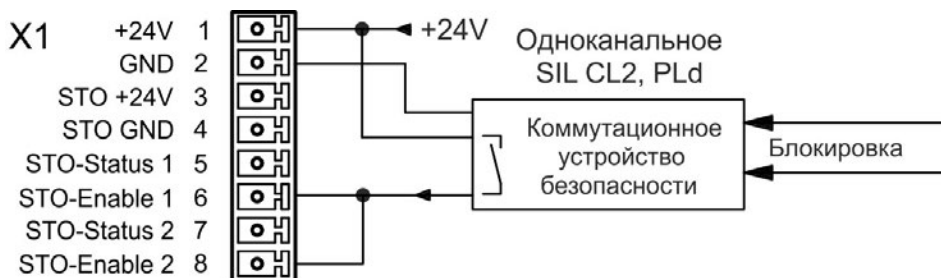 X1
+24V 1
GND 2
STO +24V 3
STO GND 4
STO-Status 1 5
STO-Enable 1 6
STO-Status 2 7
STO-Enable 2 8
+24V
Одноканальное
SIL CL2, PLd
Коммутационное
устройство
безопасности
Блокировка